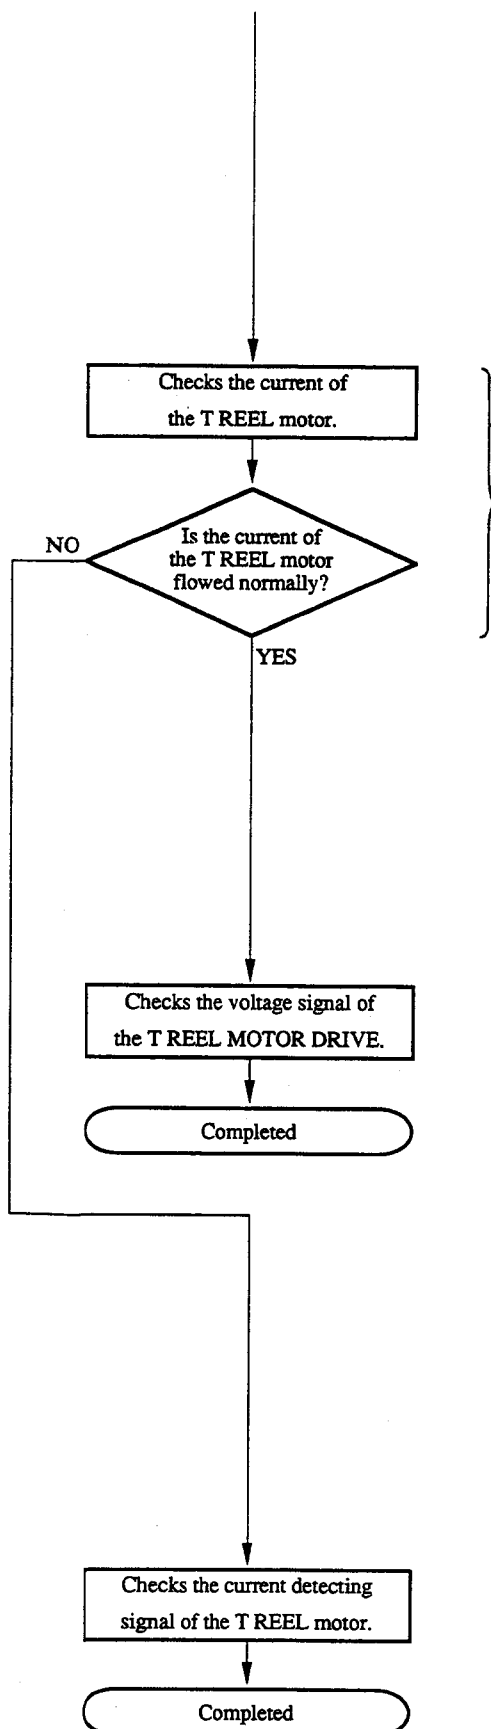 Checks the current of
the T REEL motor.
Is the current of
the T REEL motor
flowed normally?
NO
YES
Checks the voltage signal of
the T REEL MOTOR DRIVE.
Completed
Checks the current detecting
signal of the T REEL motor.
Completed